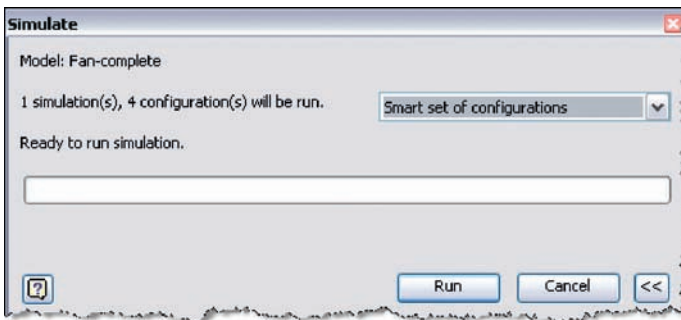 Simulate
Model: Fan-complete
1 simulation(s), 4 configuration(s) will be run.
Smart set of configurations
Ready to run simulation.
?
Run
Cancel
<<